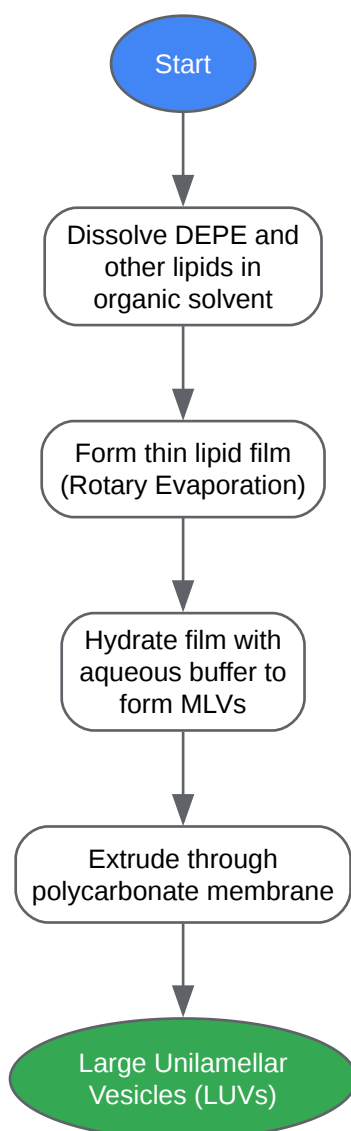 Start
Dissolve DEPE and
other lipids in
organic solvent
Form thin lipid film
(Rotary Evaporation)
Hydrate film with
aqueous buffer to
form MLVs
Extrude through
polycarbonate membrane
Large Unilamellar
Vesicles (LUVs)